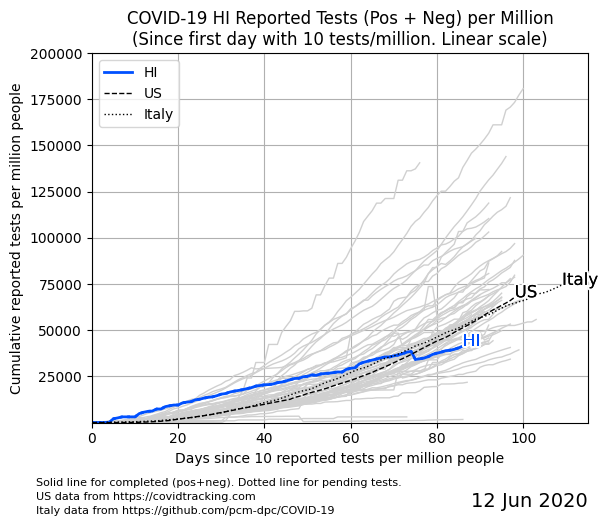 COVID-19 HI Reported Tests (Pos + Neg) per Million
(Since first day with 10 tests/million. Linear scale)
Cumulative reported tests per million people
200000
175000
150000
125000
100000
75000
50000
25000
HI
US
Italy
Italy
US
HI
0
20
40
60
80
100
Days since 10 reported tests per million people
Solid line for completed (pos+neg). Dotted line for pending tests.
US data from https://covidtracking.com
Italy data from https://github.com/pcm-dpc/COVID-19
12 Jun 2020